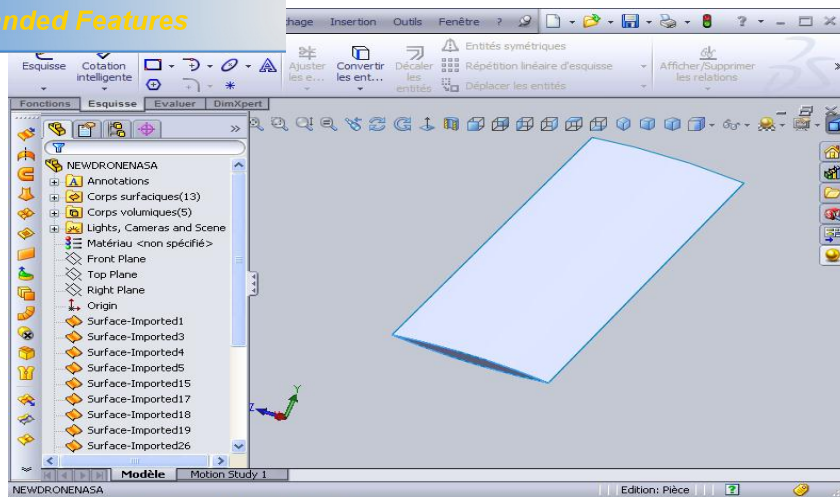 nded Features
chage Insertion Outils Fenêtre ?
Esquisse Cotation intelligente
Ajuster les e... Convertir les ent... Décaler les entités
Entités symétriques
Répétition linéaire d'esquisse
Déplacer les entités
Afficher/Supprimer les relations
Fonctions Esquisse Evaluer DimXpert
NEWDRONENASA
Annotations
Corps surfaciques(13)
Corps volumiques(5)
Lights, Cameras and Scene
Matériau <non spécifié>
Front Plane
Top Plane
Right Plane
Origin
Surface-Imported1
Surface-Imported3
Surface-Imported4
Surface-Imported5
Surface-Imported15
Surface-Imported17
Surface-Imported18
Surface-Imported19
Surface-Imported26
Y
Z
Modèle Motion Study 1
NEWDRONENASA Edition: Pièce